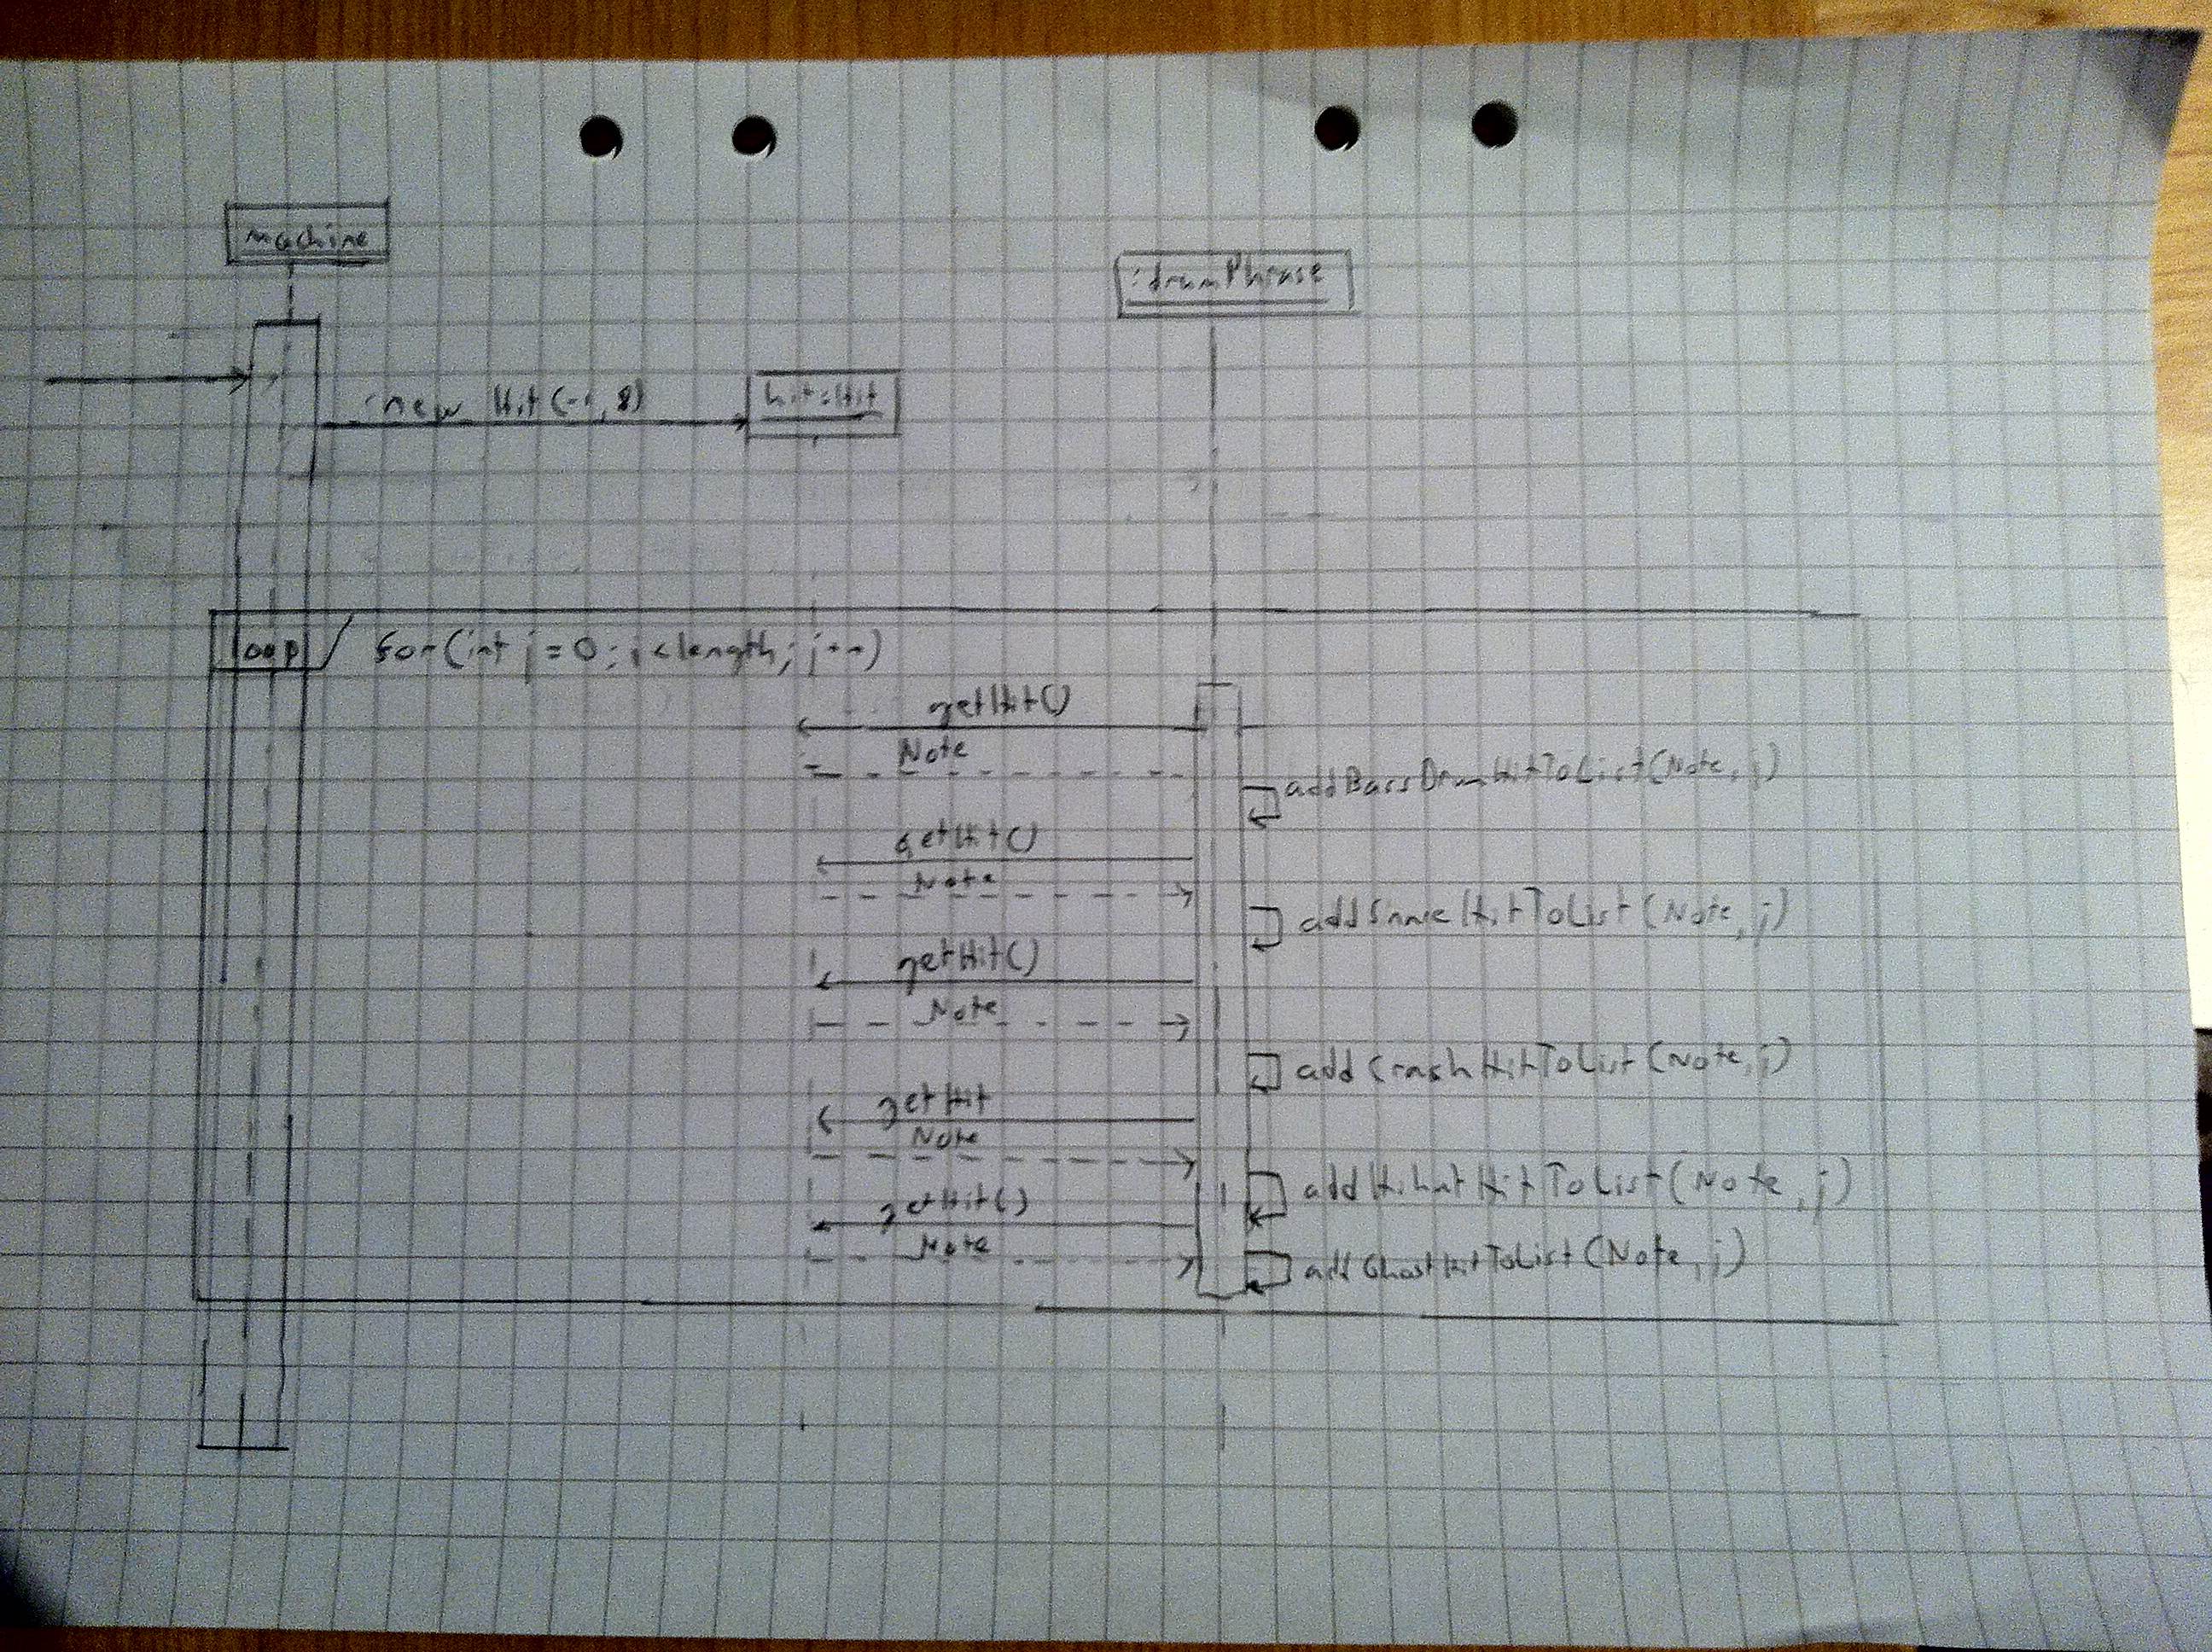 machine
:drumPhrase
:new Hit(-1, 8)
hit:Hit
loop
for(int j=0; j<length; j++)
getHit()
Note
addBassDrumHitToList(Note, j)
getHit()
Note
addSnareHitToList(Note, j)
getHit()
Note
addCrashHitToList(Note, j)
getHit
Note
addHihatHitToList(Note, j)
getHit()
Note
addGhostHitToList(Note, j)